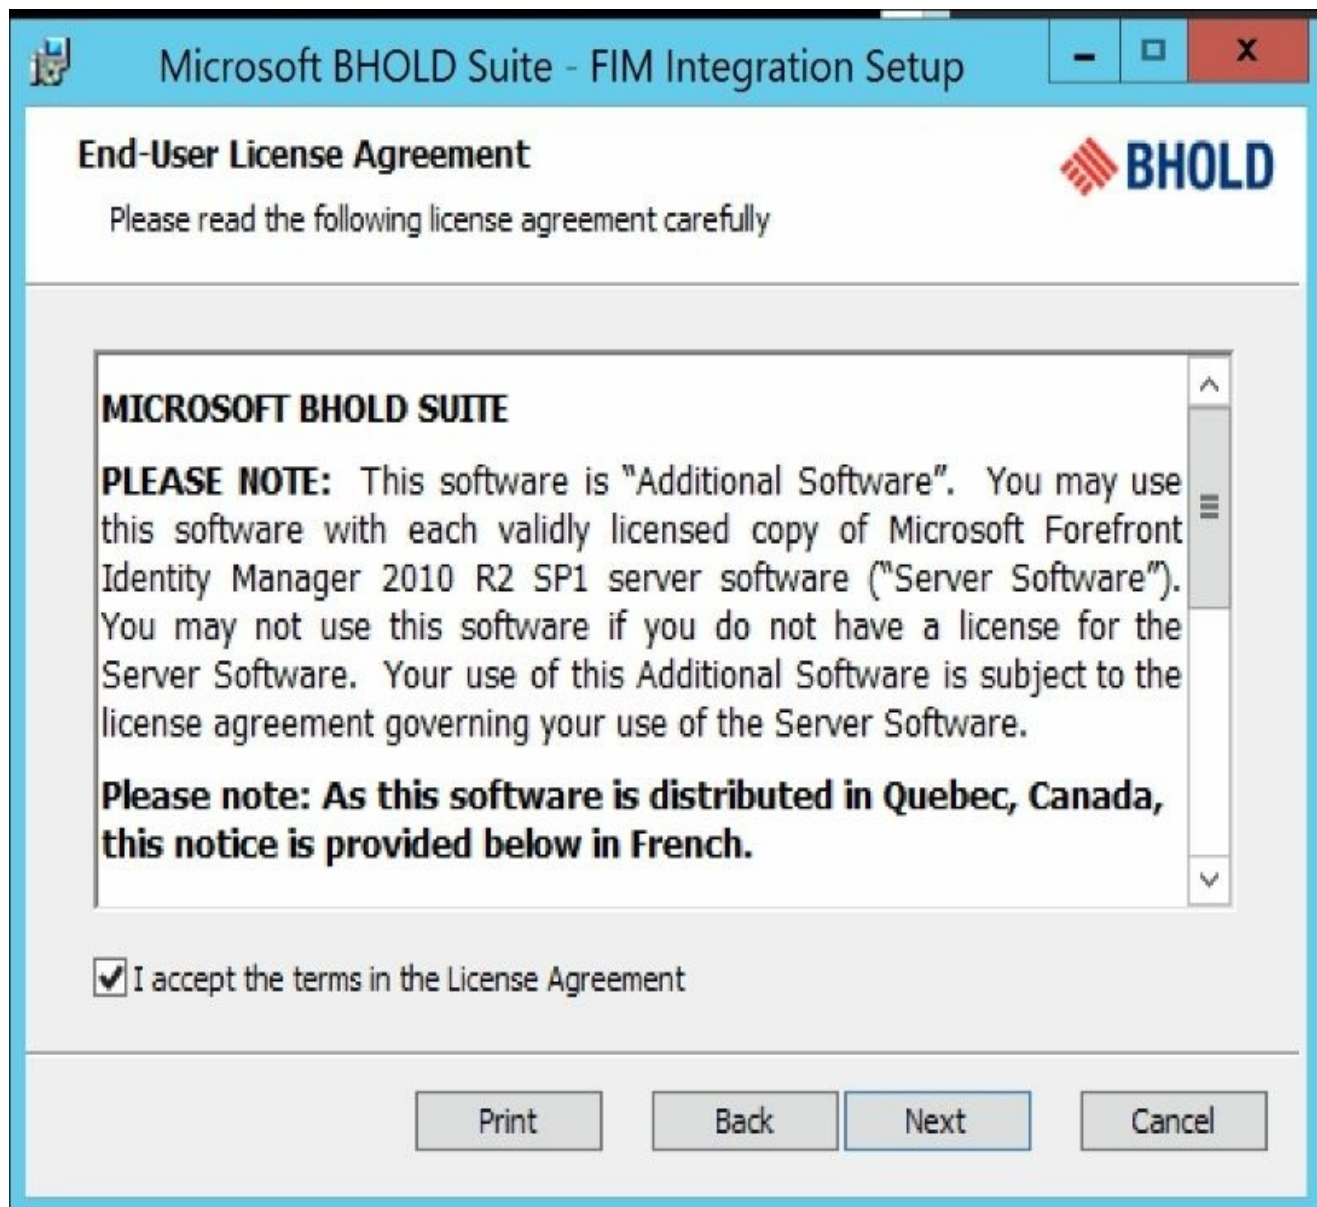 Microsoft BHOLD Suite - FIM Integration Setup
End-User License Agreement
BHOLD
Please read the following license agreement carefully
MICROSOFT BHOLD SUITE
PLEASE NOTE: This software is “Additional Software”. You may use
this software with each validly licensed copy of Microsoft Forefront
Identity Manager 2010 R2 SP1 server software (“Server Software”).
You may not use this software if you do not have a license for the
Server Software. Your use of this Additional Software is subject to the
license agreement governing your use of the Server Software.
Please note: As this software is distributed in Quebec, Canada,
this notice is provided below in French.
I accept the terms in the License Agreement
Print Back Next Cancel